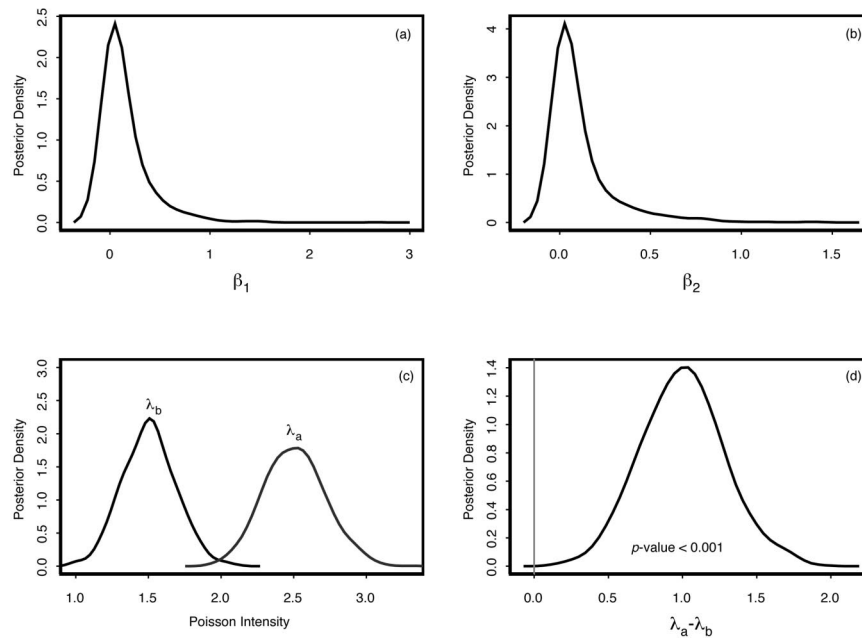 (a)
Posterior Density
2.5
2.0
1.5
1.0
0.5
0.0
0 1 2 3
β1
(b)
Posterior Density
4
3
2
1
0
0.0 0.5 1.0 1.5
β2
(c)
Posterior Density
3.0
2.5
2.0
1.5
1.0
0.5
0.0
λb
λa
1.0 1.5 2.0 2.5 3.0
Poisson Intensity
(d)
Posterior Density
1.4
1.2
1.0
0.8
0.6
0.4
0.2
0.0
p-value < 0.001
0.0 0.5 1.0 1.5 2.0
λa-λb